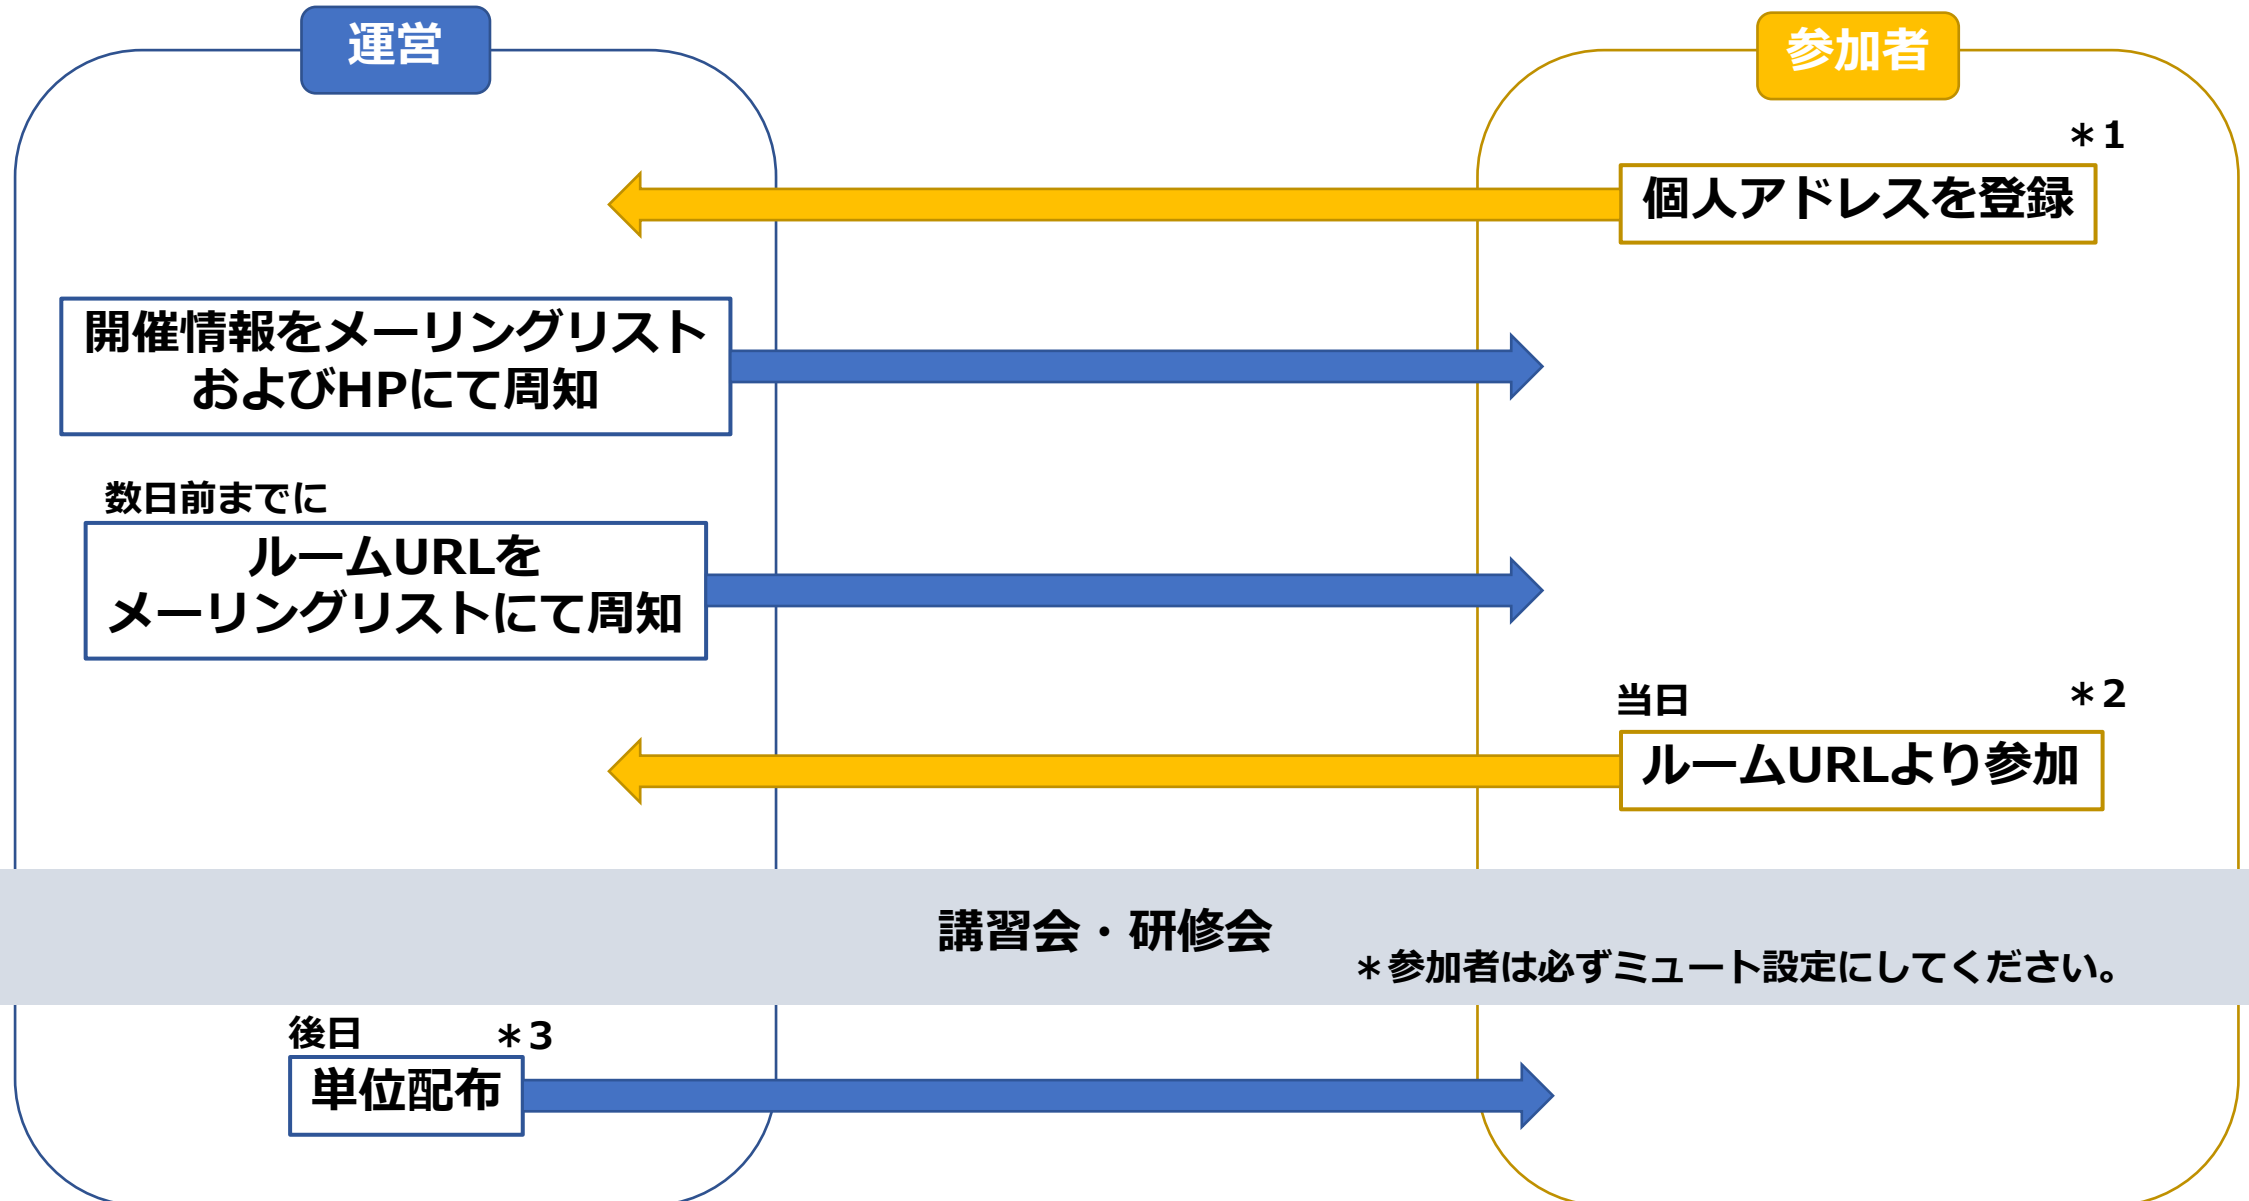 運営
参加者
＊1
個人アドレスを登録
開催情報をメーリングリスト
およびHPにて周知
数日前までに
ルームURLを
メーリングリストにて周知
当日
＊2
ルームURLより参加
講習会・研修会
＊参加者は必ずミュート設定にしてください。
後日
＊3
単位配布